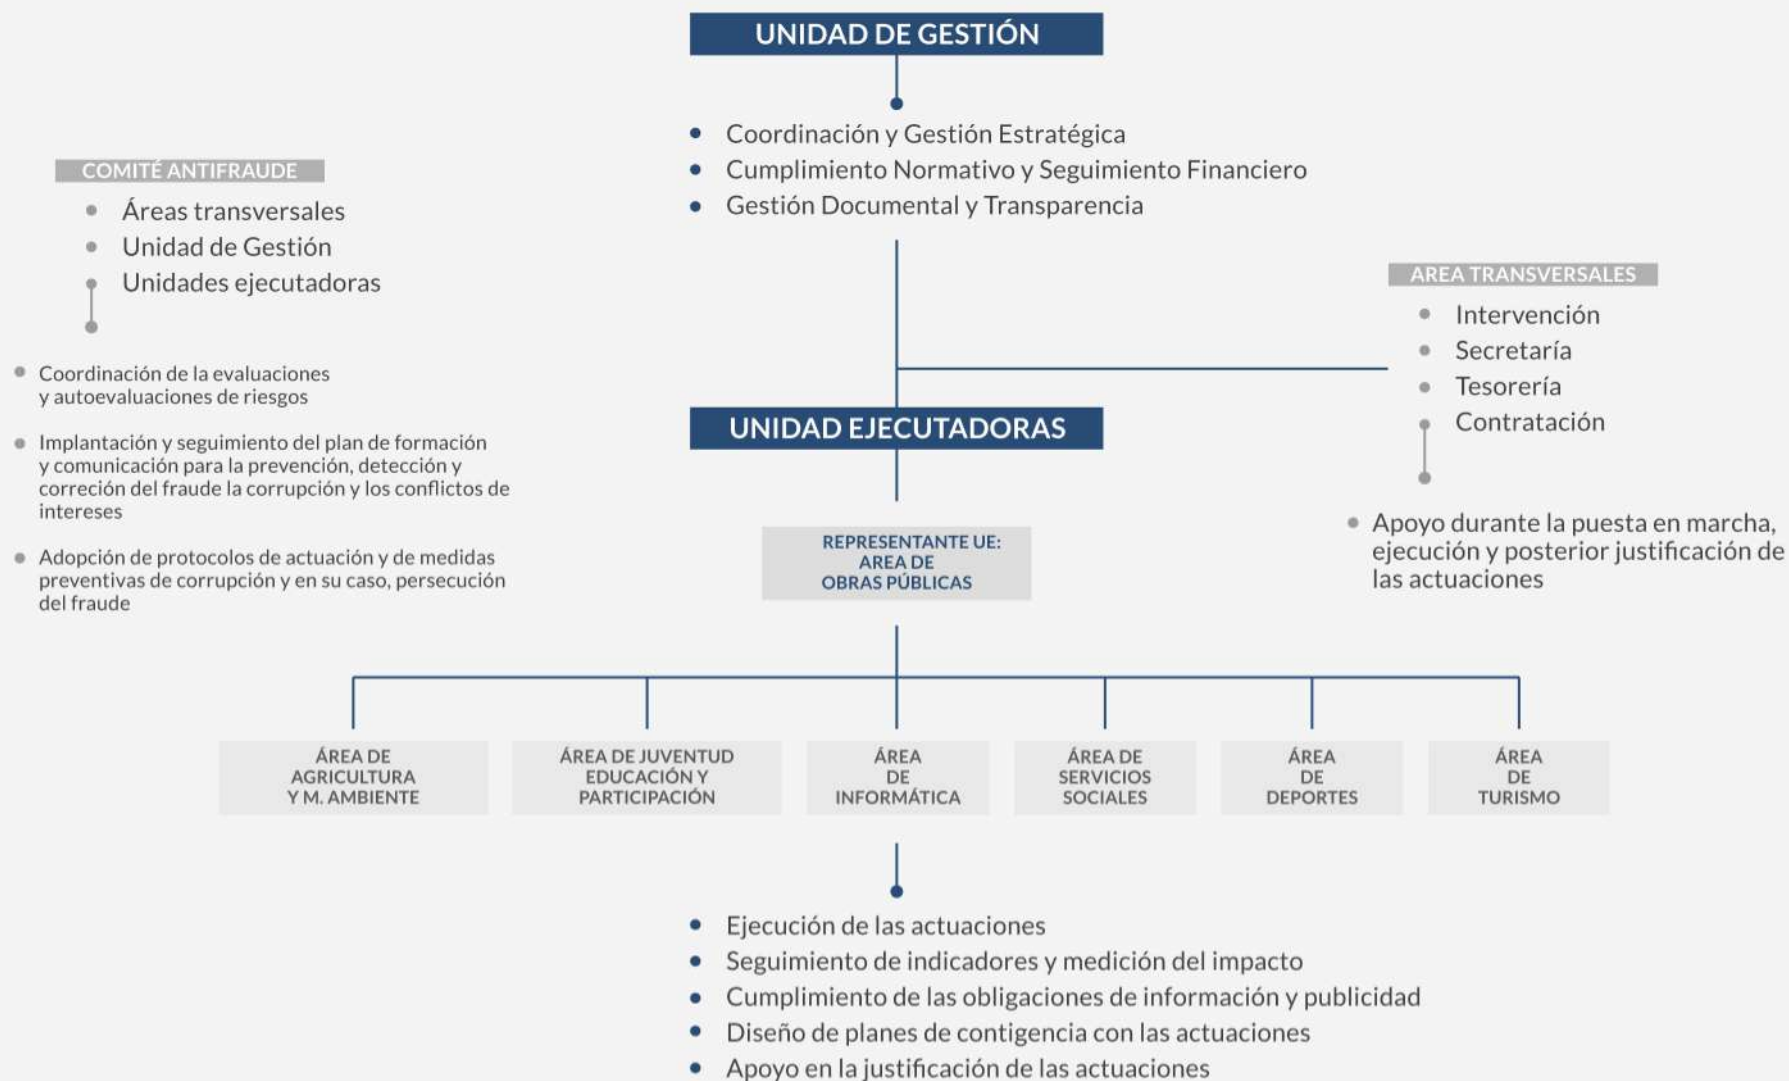 UNIDAD DE GESTIÓN
Coordinación y Gestión Estratégica
Cumplimiento Normativo y Seguimiento Financiero
Gestión Documental y Transparencia
COMITÉ ANTIFRAUDE
Áreas transversales
Unidad de Gestión
Unidades ejecutadoras
Coordinación de la evaluaciones
y autoevaluaciones de riesgos
Implantación y seguimiento del plan de formación
y comunicación para la prevención, detección y
correción del fraude la corrupción y los conflictos de
intereses
Adopción de protocolos de actuación y de medidas
preventivas de corrupción y en su caso, persecución
del fraude
AREA TRANSVERSALES
Intervención
Secretaría
Tesorería
Contratación
Apoyo durante la puesta en marcha,
ejecución y posterior justificación de
las actuaciones
UNIDAD EJECUTADORAS
REPRESENTANTE UE:
AREA DE
OBRAS PÚBLICAS
ÁREA DE
AGRICULTURA
Y M. AMBIENTE
ÁREA DE JUVENTUD
EDUCACIÓN Y
PARTICIPACIÓN
ÁREA
DE
INFORMÁTICA
ÁREA DE
SERVICIOS
SOCIALES
ÁREA
DE
DEPORTES
ÁREA
DE
TURISMO
Ejecución de las actuaciones
Seguimiento de indicadores y medición del impacto
Cumplimiento de las obligaciones de información y publicidad
Diseño de planes de contigencia con las actuaciones
Apoyo en la justificación de las actuaciones